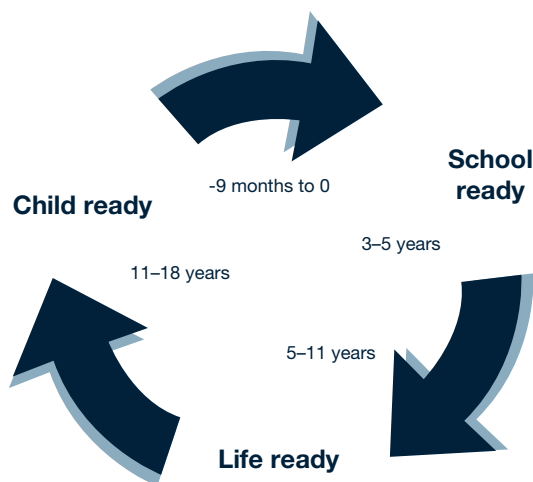 School
ready
-9 months to 0
Child ready
3–5 years
11–18 years
5–11 years
Life ready